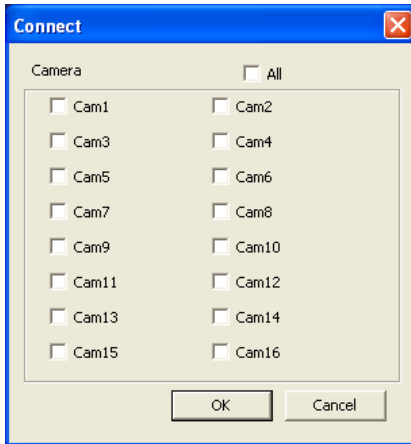 Connect
Camera All
Cam1 Cam2
Cam3 Cam4
Cam5 Cam6
Cam7 Cam8
Cam9 Cam10
Cam11 Cam12
Cam13 Cam14
Cam15 Cam16
OK Cancel